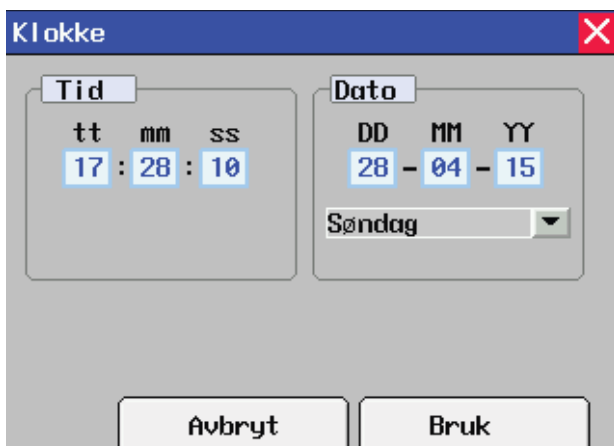 Klokke
Tid
tt mm ss
17 : 28 : 10
Dato
DD MM YY
28 - 04 - 15
Søndag
Avbryt
Bruk